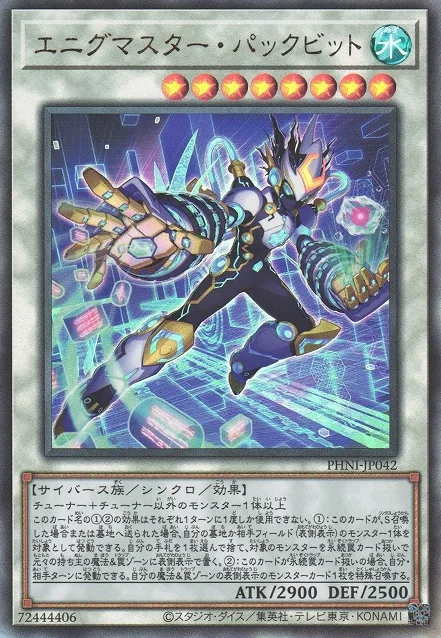 エニグマスター・パックビット
水
PHNI-JP042
【サイバース族/シンクロ/効果】
チューナー+チューナー以外のモンスター1体以上
このカード名の①②の効果はそれぞれ1ターンに1度しか使用できない。①:このカードが、S召喚
した場合または墓地へ送られた場合、自分の墓地か相手フィールド(表側表示)のモンスター1体を
対象として発動できる。自分の手札を1枚選んで捨て、対象のモンスターを永続罠カード扱いで
元々の持ち主の魔法&罠ゾーンに表側表示で置く。②:このカードが永続罠カード扱いの場合、自分・
相手ターンに発動できる。自分の魔法&罠ゾーンの表側表示のモンスターカード1枚を特殊召喚する。
ATK/2900 DEF/2500
72444406
©スタジオ・ダイス/集英社・テレビ東京・KONAMI